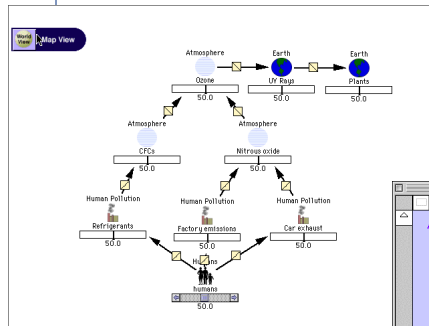 World
View
Map View
Atmosphere
Ozone
50.0
Earth
UY Rays
50.0
Earth
Plants
50.0
Atmosphere
CFCs
50.0
Atmosphere
Nitrous oxide
50.0
Human Pollution
Refrigerants
50.0
Human Pollution
Factory emissions
50.0
Human Pollution
Car exhaust
50.0
Humans
humans
50.0